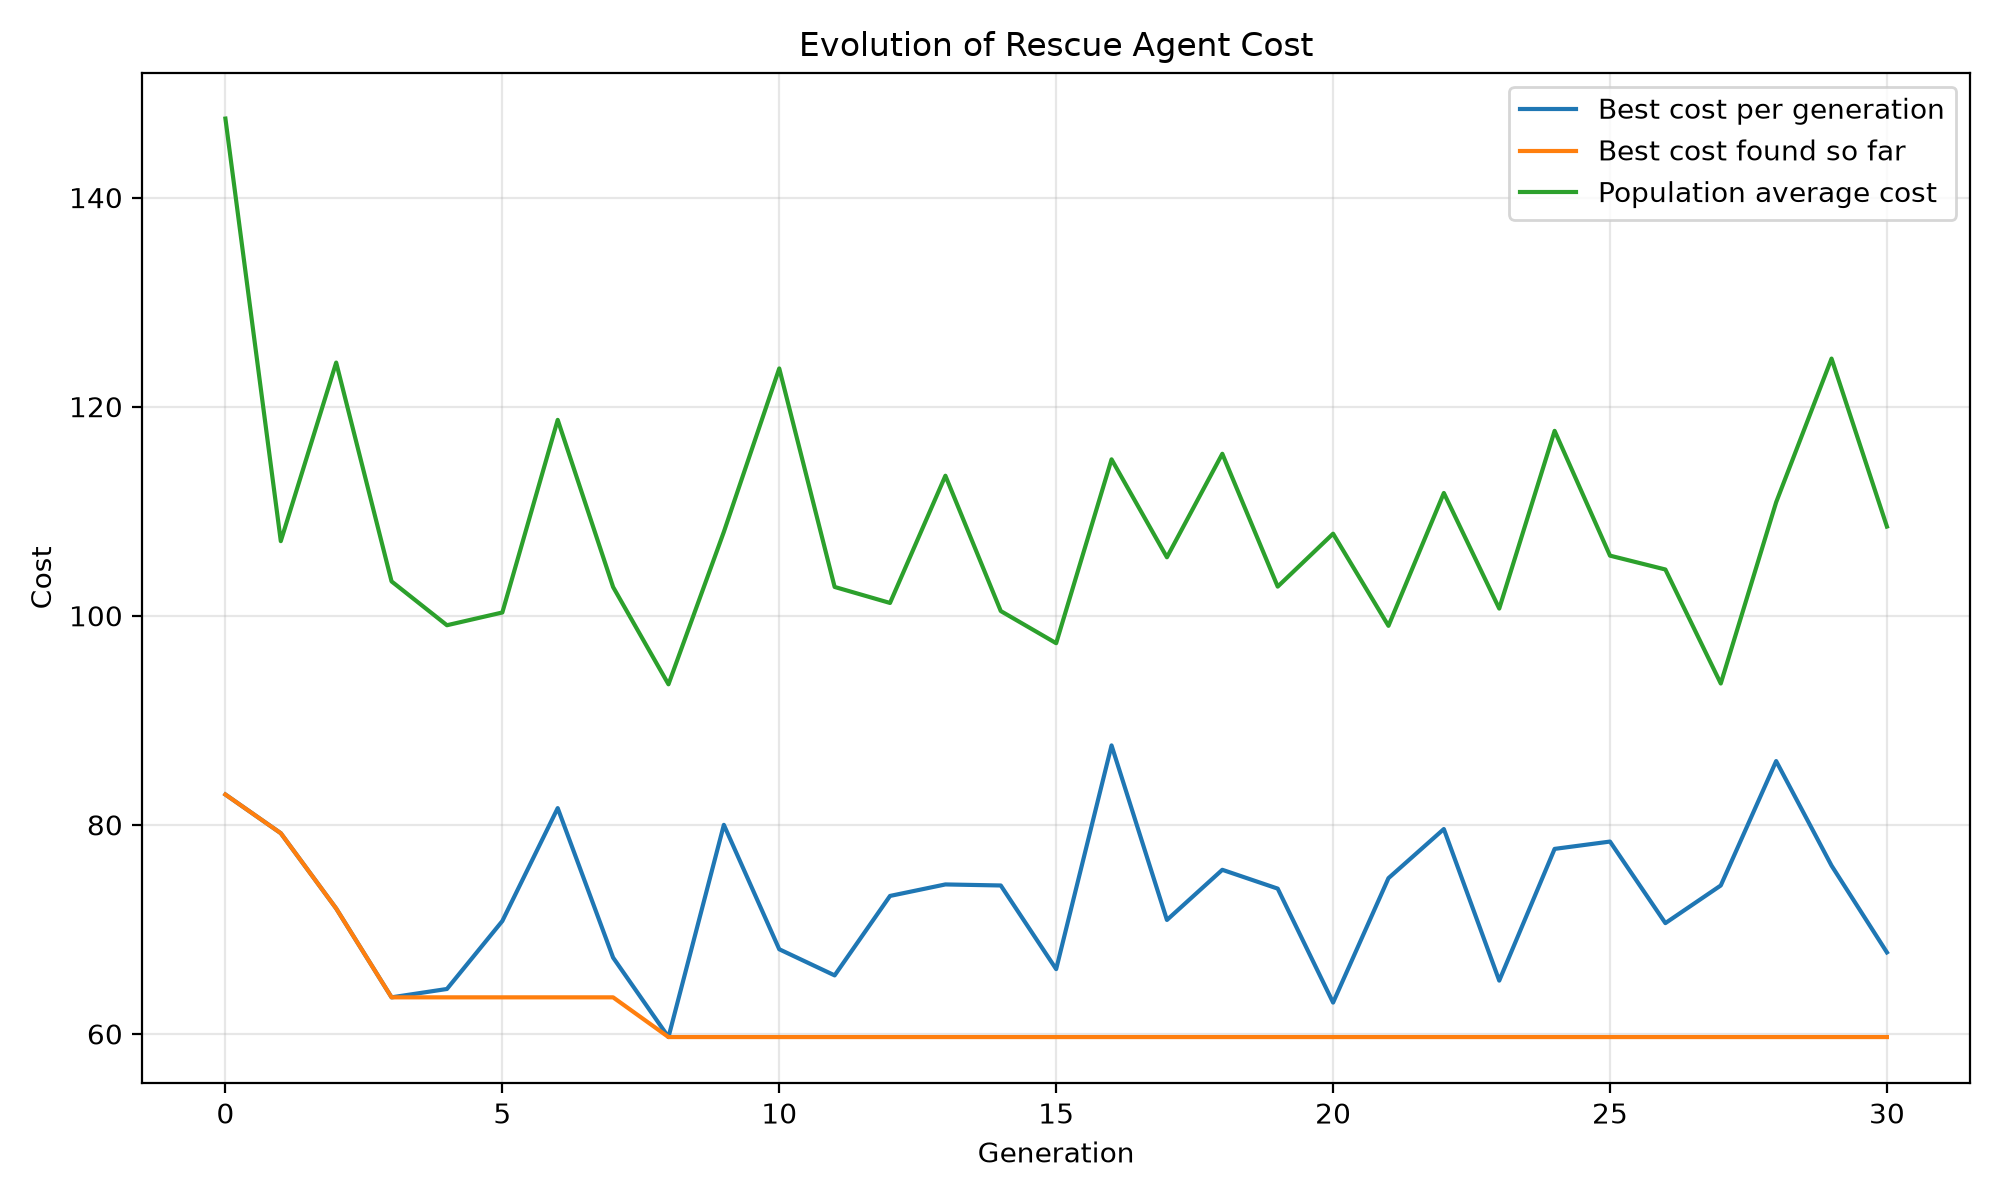 Evolution of Rescue Agent Cost
Best cost per generation
Best cost found so far
Population average cost
140
120
100
80
60
Cost
0 5 10 15 20 25 30
Generation